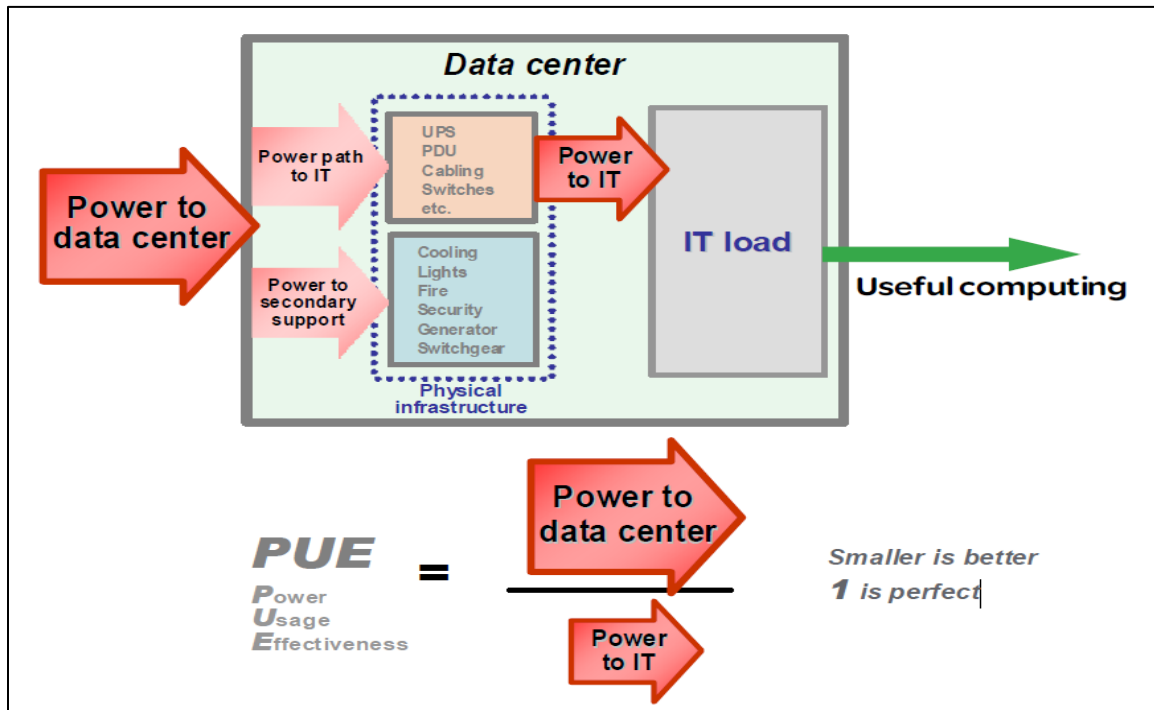 Data center
Power to
data center
Power path
to IT
UPS
PDU
Cabling
Switches
etc.
Power
to IT
IT load
Power to
secondary
support
Cooling
Lights
Fire
Security
Generator
Switchgear
Physical
infrastructure
Useful computing
PUE
Power
Usage
Effectiveness
=
Power to
data center
Power
to IT
Smaller is better
1 is perfect